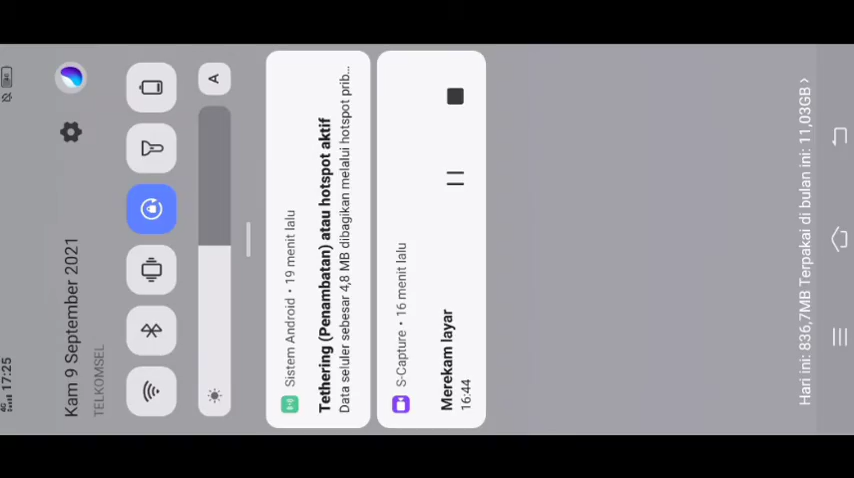 4G 17:25
Kam 9 September 2021
TELKOMSEL
A
Sistem Android • 19 menit lalu
Tethering (Penambatan) atau hotspot aktif
Data seluler sebesar 4,8 MB dibagikan melalui hotspot prib...
S-Capture • 16 menit lalu
Merekam layar
16:44
Hari ini: 836,7MB Terpakai di bulan ini: 11,03GB >